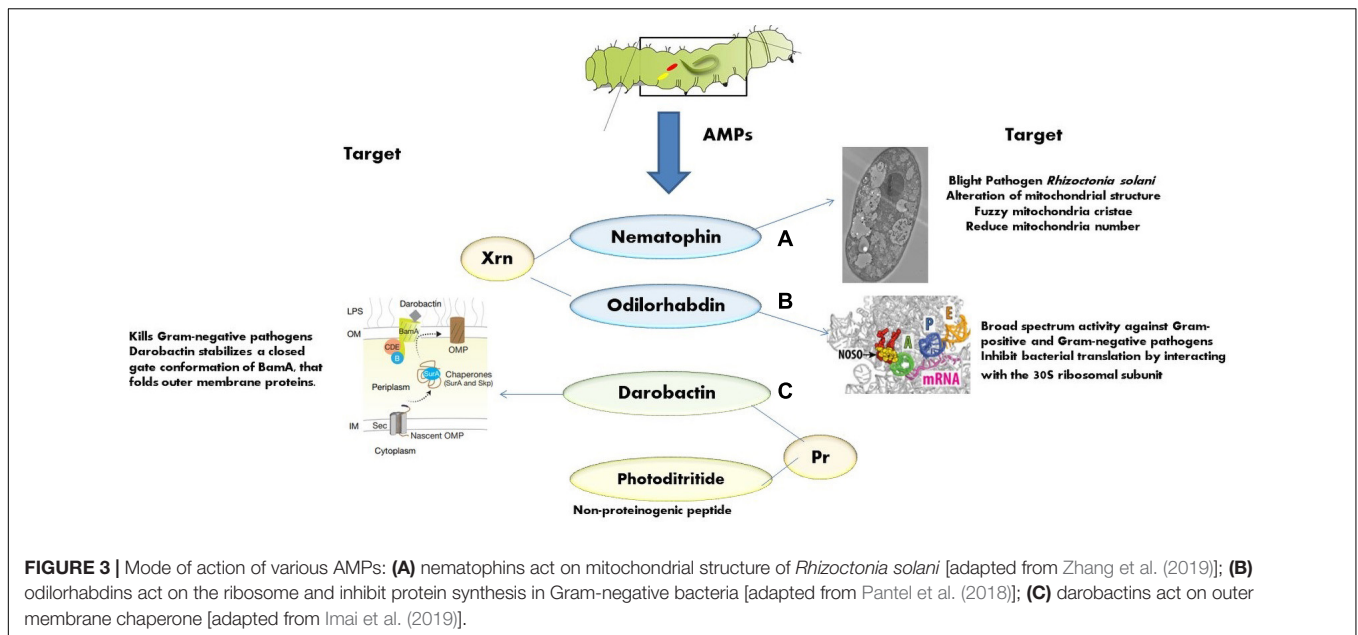 AMPs
Target
Target
Blight Pathogen Rhizoctonia solani
Alteration of mitochondrial structure
Fuzzy mitochondria cristae
Reduce mitochondria number
Nematophin
A
Xrn
Odilorhabdin
B
NOSO
A
P
E
mRNA
Broad spectrum activity against Gram-
positive and Gram-negative pathogens
Inhibit bacterial translation by interacting
with the 30S ribosomal subunit
Kills Gram-negative pathogens
Darobactin stabilizes a closed
gate conformation of BamA, that
folds outer membrane proteins.
Darobactin
LPS
OM
BamA
CDE
B
OMP
SurA
Chaperones
(SurA and Skp)
Periplasm
IM
Sec
Nascent OMP
Cytoplasm
Darobactin
C
Pr
Photoditritide
Non-proteinogenic peptide
FIGURE 3 | Mode of action of various AMPs: (A) nematophins act on mitochondrial structure of Rhizoctonia solani [adapted from Zhang et al. (2019)]; (B)
odilorhabdins act on the ribosome and inhibit protein synthesis in Gram-negative bacteria [adapted from Pantel et al. (2018)]; (C) darobactins act on outer
membrane chaperone [adapted from Imai et al. (2019)].